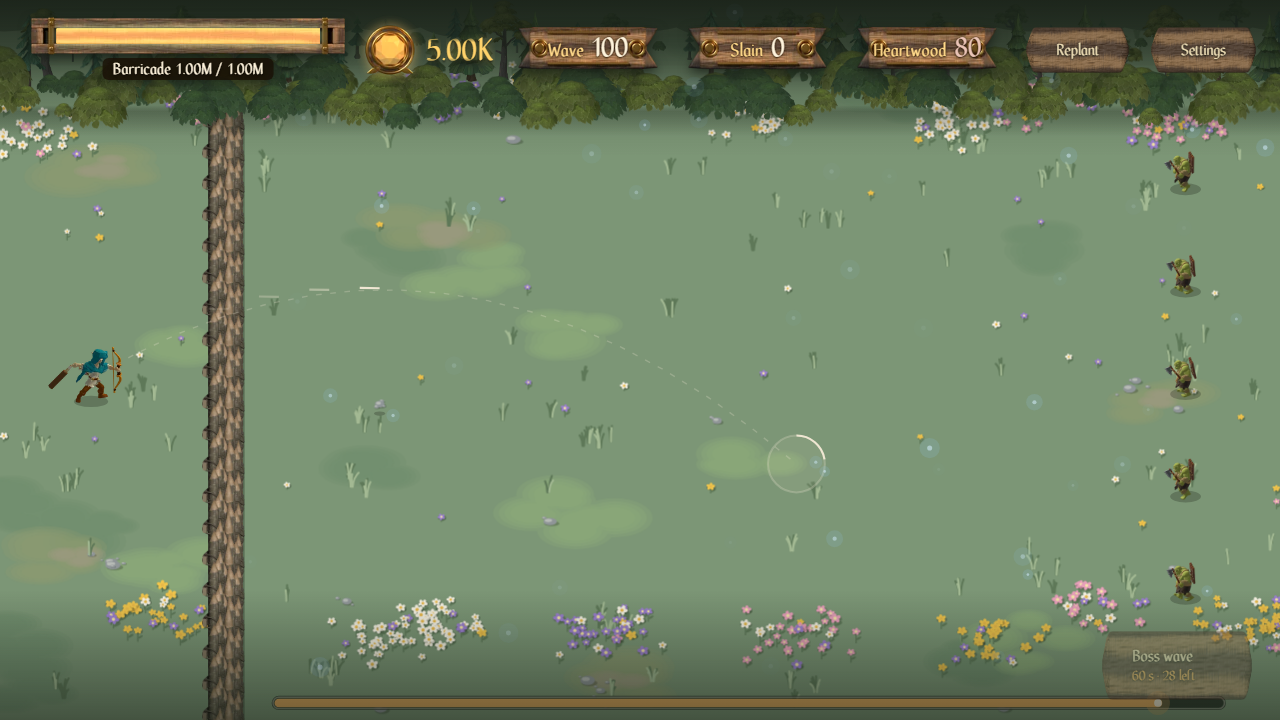 Barricade 1.00M / 1.00M
5.00K
Wave 100
Slain 0
Heartwood 80
Replant
Settings
Boss wave
60 s · 28 left